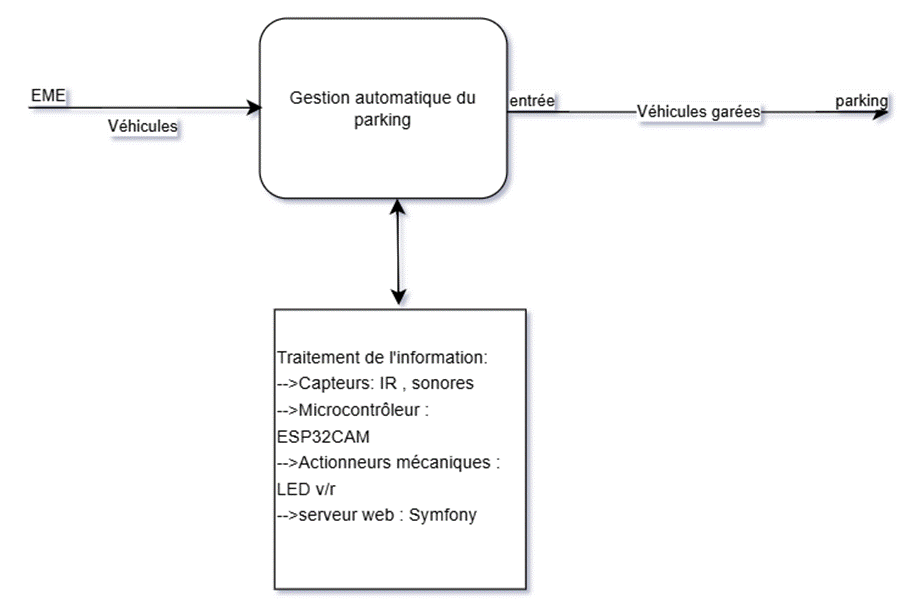 EME
Véhicules
Gestion automatique du
parking
entrée
Véhicules garées
parking
Traitement de l'information:
-->Capteurs: IR , sonores
-->Microcontrôleur :
ESP32CAM
-->Actionneurs mécaniques :
LED v/r
-->serveur web : Symfony